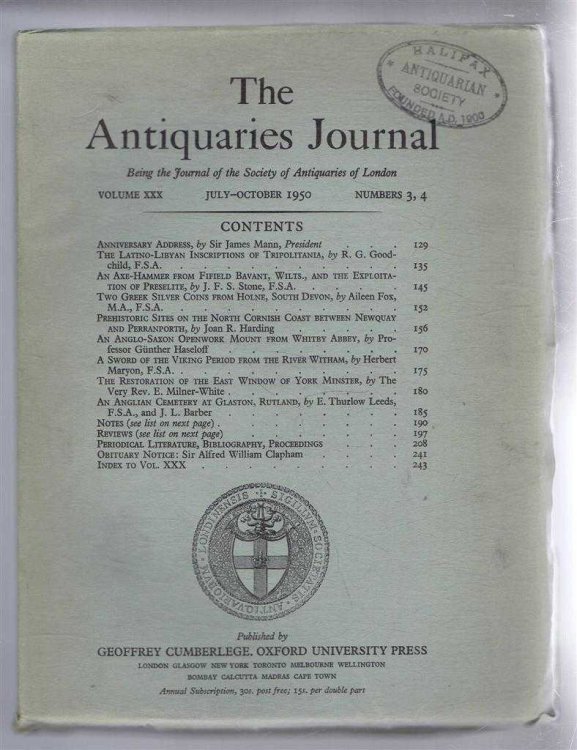 HALIFAX
ANTIQUARIAN
SOCIETY
FOUNDED A.D. 1900
The
Antiquaries Journal
Being the Journal of the Society of Antiquaries of London
VOLUME XXX JULY–OCTOBER 1950 NUMBERS 3, 4
CONTENTS
ANNIVERSARY ADDRESS, by Sir James Mann, President . . . 129
THE LATINO-LIBYAN INSCRIPTIONS OF TRIPOLITANIA, by R. G. Good-
child, F.S.A. . . . . . . . . . 135
AN AXE-HAMMER FROM FIFIELD BAVANT, WILTS., AND THE EXPLOITA-
TION OF PRESELITE, by J. F. S. Stone, F.S.A. . . . . 145
TWO GREEK SILVER COINS FROM HOLNE, SOUTH DEVON, by Aileen Fox,
M.A., F.S.A. . . . . . . . . . 152
PREHISTORIC SITES ON THE NORTH CORNISH COAST BETWEEN NEWQUAY
AND PERRANPORTH, by Joan R. Harding . . . . . 156
AN ANGLO-SAXON OPENWORK MOUNT FROM WHITBY ABBEY, by Pro-
fessor Günther Haseloff . . . . . . . 170
A SWORD OF THE VIKING PERIOD FROM THE RIVER WITHAM, by Herbert
Maryon, F.S.A. . . . . . . . . 175
THE RESTORATION OF THE EAST WINDOW OF YORK MINSTER, by The
Very Rev. E. Milner-White . . . . . . . 180
AN ANGLIAN CEMETERY AT GLASTON, RUTLAND, by E. Thurlow Leeds,
F.S.A., and J. L. Barber . . . . . . . 185
NOTES (see list on next page) . . . . . . . 190
REVIEWS (see list on next page) . . . . . . . 197
PERIODICAL LITERATURE, BIBLIOGRAPHY, PROCEEDINGS . . . 208
OBITUARY NOTICE: Sir Alfred William Clapham . . . . 241
INDEX TO VOL. XXX . . . . . . . . 243
SIGILLVM SOCIETATIS ANTIQVARIORVM LONDINENSIS
Published by
GEOFFREY CUMBERLEGE. OXFORD UNIVERSITY PRESS
LONDON GLASGOW NEW YORK TORONTO MELBOURNE WELLINGTON
BOMBAY CALCUTTA MADRAS CAPE TOWN
Annual Subscription, 30s. post free; 15s. per double part